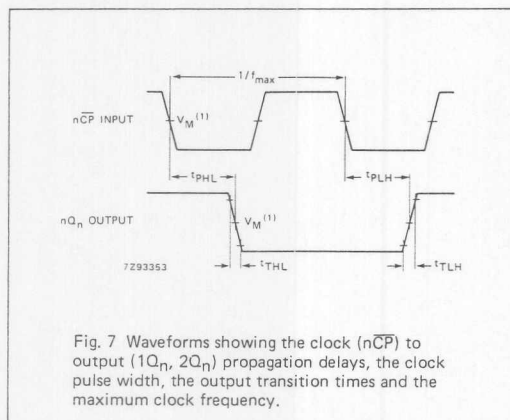 1/fmax
nCP̅ INPUT
VM(1)
tPHL
tPLH
nQn OUTPUT
VM(1)
7Z93353
tTHL
tTLH
Fig. 7 Waveforms showing the clock (nC̅P̅) to
output (1Qn, 2Qn) propagation delays, the clock
pulse width, the output transition times and the
maximum clock frequency.